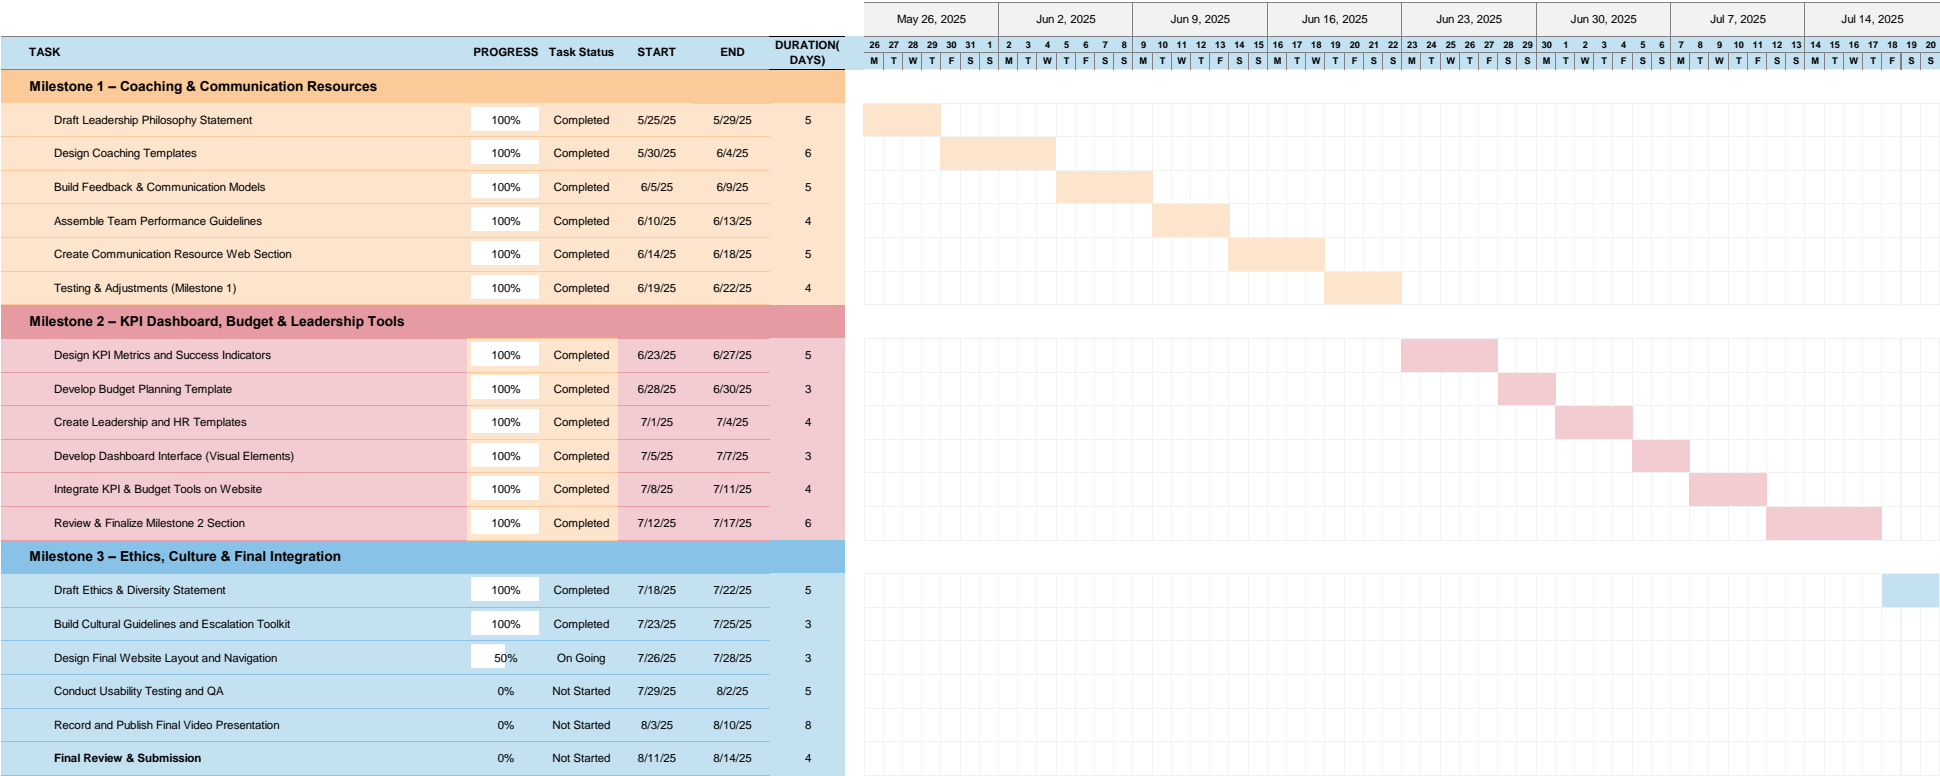 May 26, 2025 Jun 2, 2025 Jun 9, 2025 Jun 16, 2025 Jun 23, 2025 Jun 30, 2025 Jul 7, 2025 Jul 14, 2025
TASK PROGRESS Task Status START END DURATION( DAYS) 26 27 28 29 30 31 1 2 3 4 5 6 7 8 9 10 11 12 13 14 15 16 17 18 19 20 21 22 23 24 25 26 27 28 29 30 1 2 3 4 5 6 7 8 9 10 11 12 13 14 15 16 17 18 19 20
M T W T F S S M T W T F S S M T W T F S S M T W T F S S M T W T F S S M T W T F S S M T W T F S S M T W T F S S
Milestone 1 – Coaching & Communication Resources
Draft Leadership Philosophy Statement 100% Completed 5/25/25 5/29/25 5
Design Coaching Templates 100% Completed 5/30/25 6/4/25 6
Build Feedback & Communication Models 100% Completed 6/5/25 6/9/25 5
Assemble Team Performance Guidelines 100% Completed 6/10/25 6/13/25 4
Create Communication Resource Web Section 100% Completed 6/14/25 6/18/25 5
Testing & Adjustments (Milestone 1) 100% Completed 6/19/25 6/22/25 4
Milestone 2 – KPI Dashboard, Budget & Leadership Tools
Design KPI Metrics and Success Indicators 100% Completed 6/23/25 6/27/25 5
Develop Budget Planning Template 100% Completed 6/28/25 6/30/25 3
Create Leadership and HR Templates 100% Completed 7/1/25 7/4/25 4
Develop Dashboard Interface (Visual Elements) 100% Completed 7/5/25 7/7/25 3
Integrate KPI & Budget Tools on Website 100% Completed 7/8/25 7/11/25 4
Review & Finalize Milestone 2 Section 100% Completed 7/12/25 7/17/25 6
Milestone 3 – Ethics, Culture & Final Integration
Draft Ethics & Diversity Statement 100% Completed 7/18/25 7/22/25 5
Build Cultural Guidelines and Escalation Toolkit 100% Completed 7/23/25 7/25/25 3
Design Final Website Layout and Navigation 50% On Going 7/26/25 7/28/25 3
Conduct Usability Testing and QA 0% Not Started 7/29/25 8/2/25 5
Record and Publish Final Video Presentation 0% Not Started 8/3/25 8/10/25 8
Final Review & Submission 0% Not Started 8/11/25 8/14/25 4